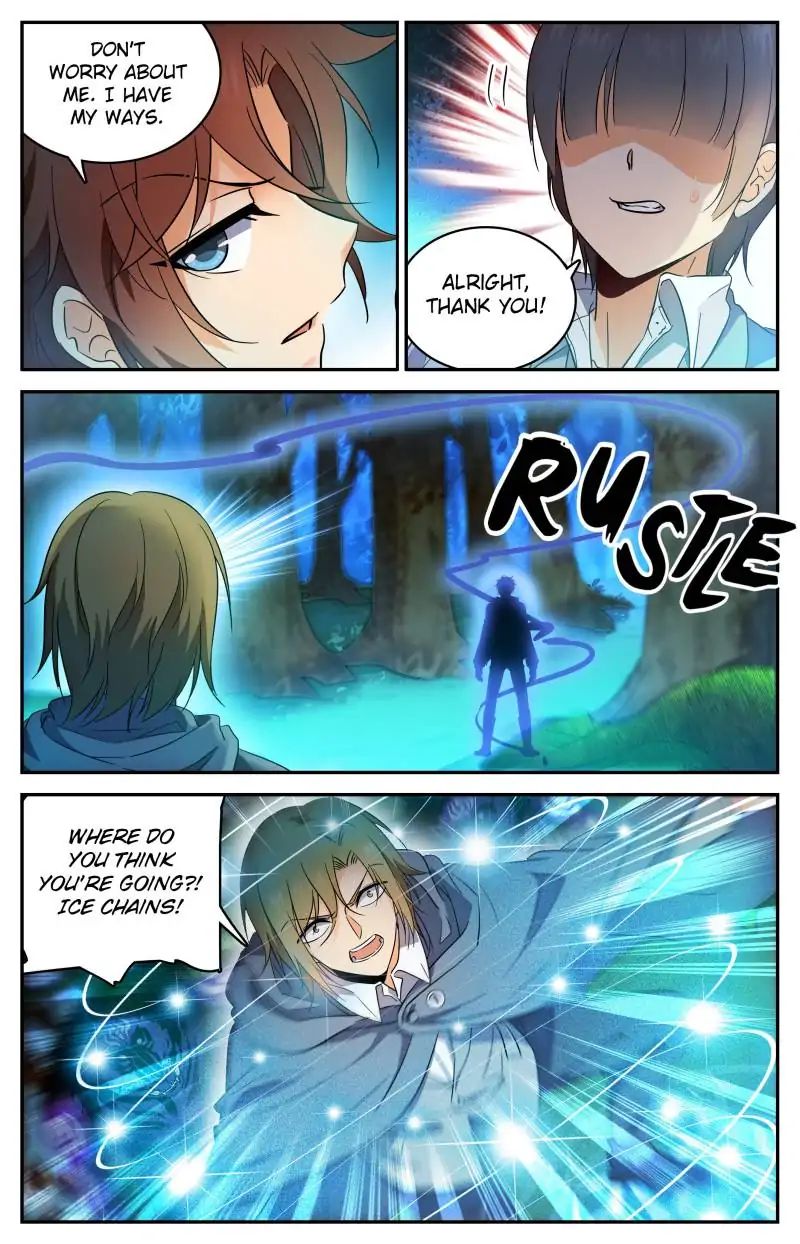 DON'T
WORRY ABOUT
ME. I HAVE
MY WAYS.
ALRIGHT,
THANK YOU!
RUSTLE
WHERE DO
YOU THINK
YOU'RE GOING?!
ICE CHAINS!